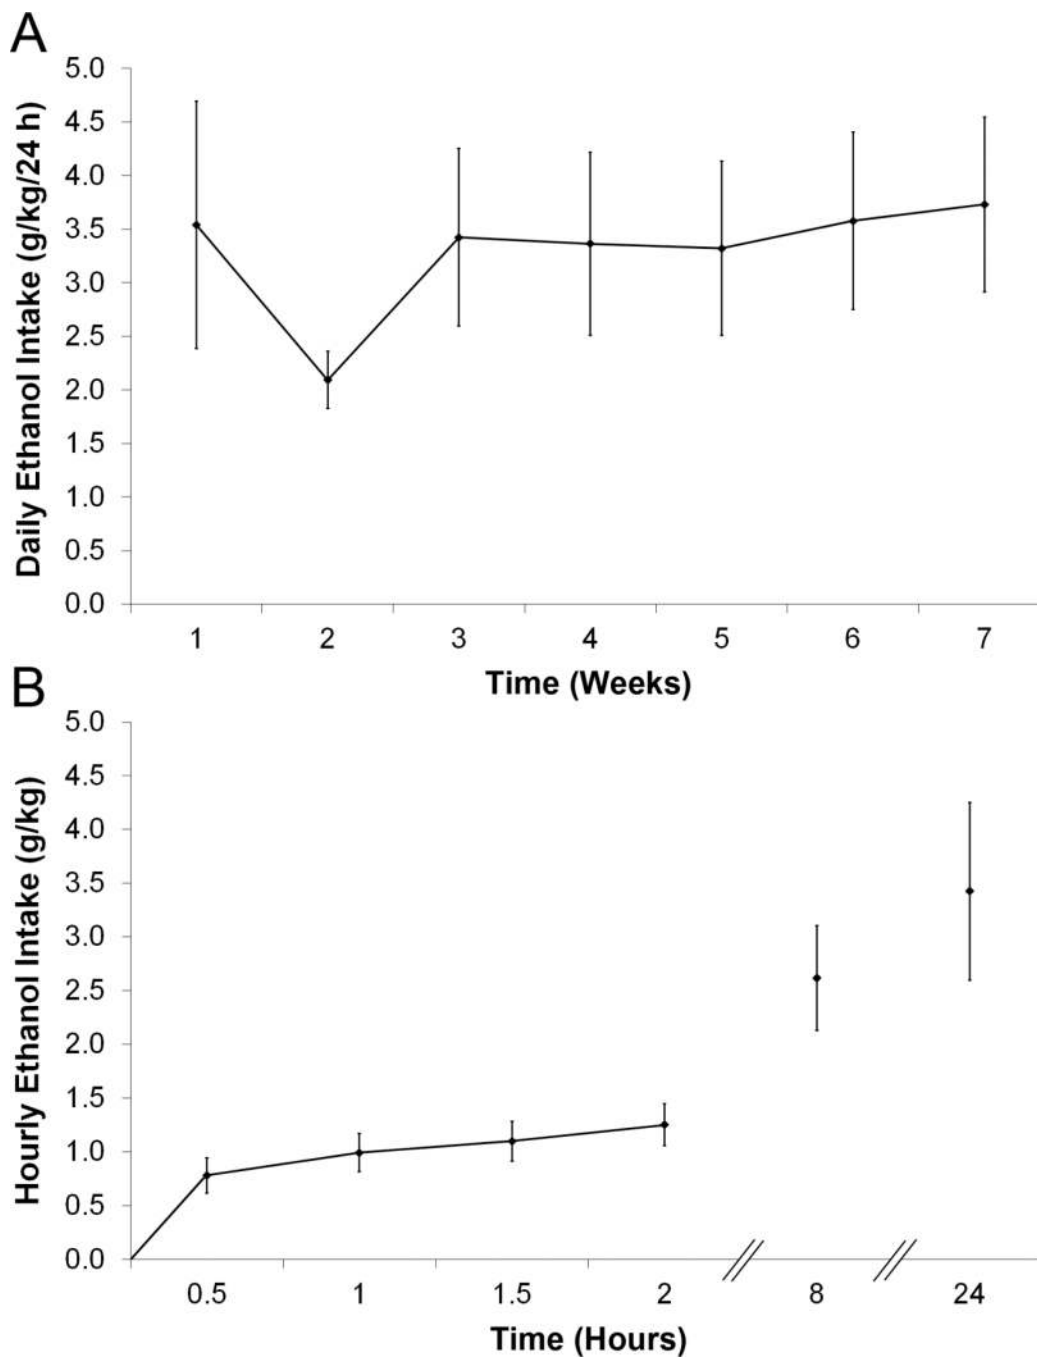 A
Daily Ethanol Intake (g/kg/24 h)
5.0
4.5
4.0
3.5
3.0
2.5
2.0
1.5
1.0
0.5
0.0
1 2 3 4 5 6 7
Time (Weeks)
B
Hourly Ethanol Intake (g/kg)
5.0
4.5
4.0
3.5
3.0
2.5
2.0
1.5
1.0
0.5
0.0
0.5 1 1.5 2 8 24
Time (Hours)